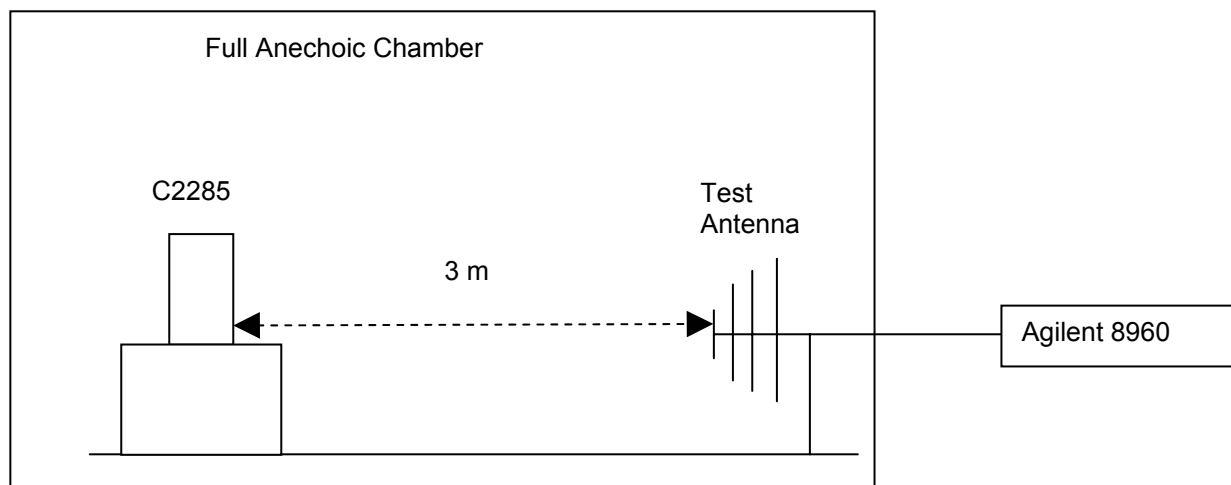 Full Anechoic Chamber
C2285
Test
Antenna
3 m
Agilent 8960